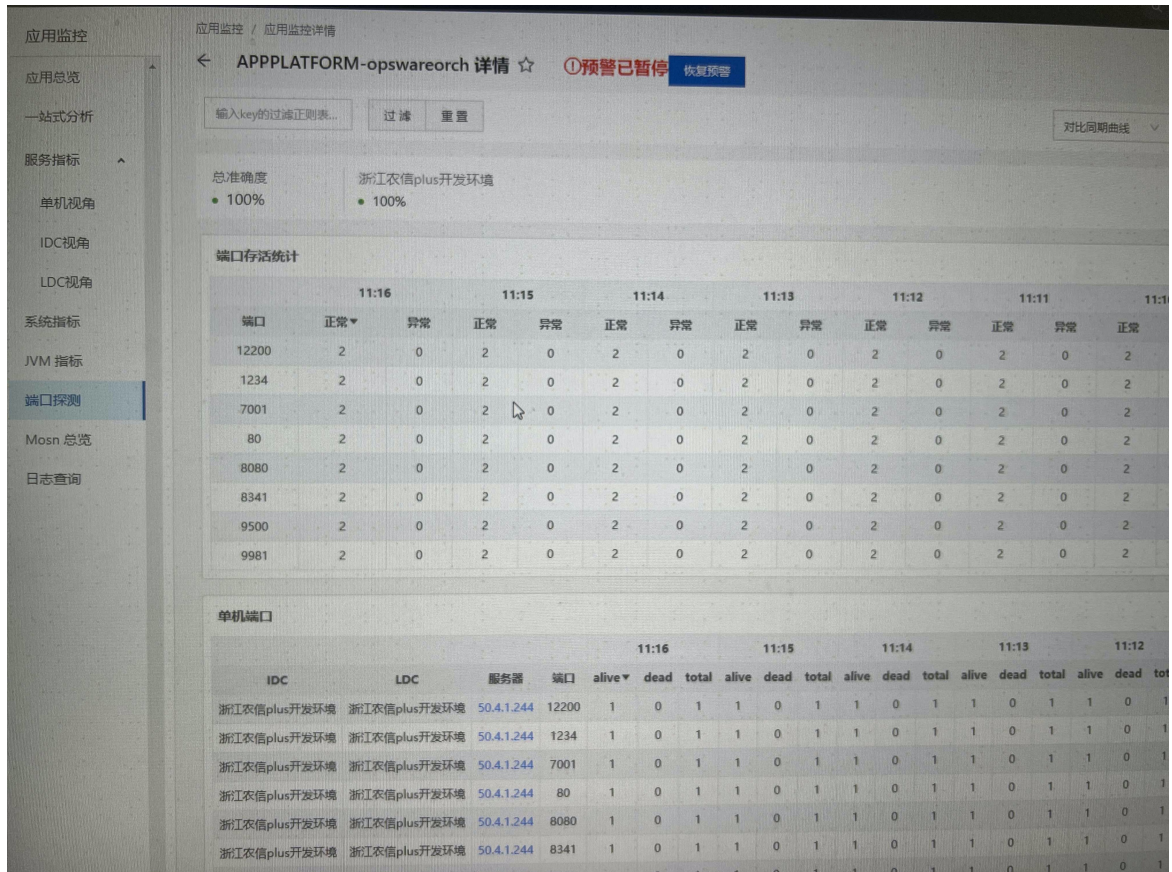 应用监控
应用总览
一站式分析
服务指标
单机视角
IDC视角
LDC视角
系统指标
JVM 指标
端口探测
Mosn 总览
日志查询
应用监控 / 应用监控详情
← APPPLATFORM-opswareorch 详情 ☆ ①预警已暂停 恢复预警
输入key的过滤正则表... 过滤 重置 对比同期曲线
总准确度 浙江农信plus开发环境
100% 100%
端口存活统计
11:16 11:15 11:14 11:13 11:12 11:11
端口 正常 异常 正常 异常 正常 异常 正常 异常 正常 异常 正常 异常 正常
12200 2 0 2 0 2 0 2 0 2 0 2 0 2
1234 2 0 2 0 2 0 2 0 2 0 2 0 2
7001 2 0 2 0 2 0 2 0 2 0 2 0 2
80 2 0 2 0 2 0 2 0 2 0 2 0 2
8080 2 0 2 0 2 0 2 0 2 0 2 0 2
8341 2 0 2 0 2 0 2 0 2 0 2 0 2
9500 2 0 2 0 2 0 2 0 2 0 2 0 2
9981 2 0 2 0 2 0 2 0 2 0 2 0 2
单机端口
11:16 11:15 11:14 11:13 11:12
IDC LDC 服务器 端口 alive dead total alive dead total alive dead total alive dead total alive dead
浙江农信plus开发环境 浙江农信plus开发环境 50.4.1.244 12200 1 0 1 1 0 1 1 0 1 1 0 1 1 0 1
浙江农信plus开发环境 浙江农信plus开发环境 50.4.1.244 1234 1 0 1 1 0 1 1 0 1 1 0 1 1 0 1
浙江农信plus开发环境 浙江农信plus开发环境 50.4.1.244 7001 1 0 1 1 0 1 1 0 1 1 0 1 1 0 1
浙江农信plus开发环境 浙江农信plus开发环境 50.4.1.244 80 1 0 1 1 0 1 1 0 1 1 0 1 1 0 1
浙江农信plus开发环境 浙江农信plus开发环境 50.4.1.244 8080 1 0 1 1 0 1 1 0 1 1 0 1 1 0 1
浙江农信plus开发环境 浙江农信plus开发环境 50.4.1.244 8341 1 0 1 1 0 1 1 0 1 1 0 1 1 0 1